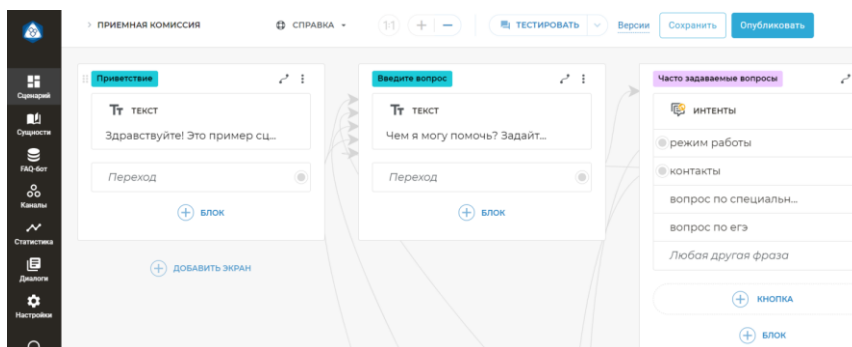 > ПРИЕМНАЯ КОМИССИЯ
СПРАВКА
1:1
ТЕСТИРОВАТЬ
Версии
Сохранить
Опубликовать
Сценарий
Сущности
FAQ-бот
Каналы
Статистика
Диалоги
Настройки
Приветствие
Тт ТЕКСТ
Здравствуйте! Это пример сц...
Переход
БЛОК
ДОБАВИТЬ ЭКРАН
Введите вопрос
Тт ТЕКСТ
Чем я могу помочь? Задайт...
Переход
БЛОК
Часто задаваемые вопросы
ИНТЕНТЫ
режим работы
контакты
вопрос по специальн...
вопрос по егэ
Любая другая фраза
КНОПКА
БЛОК